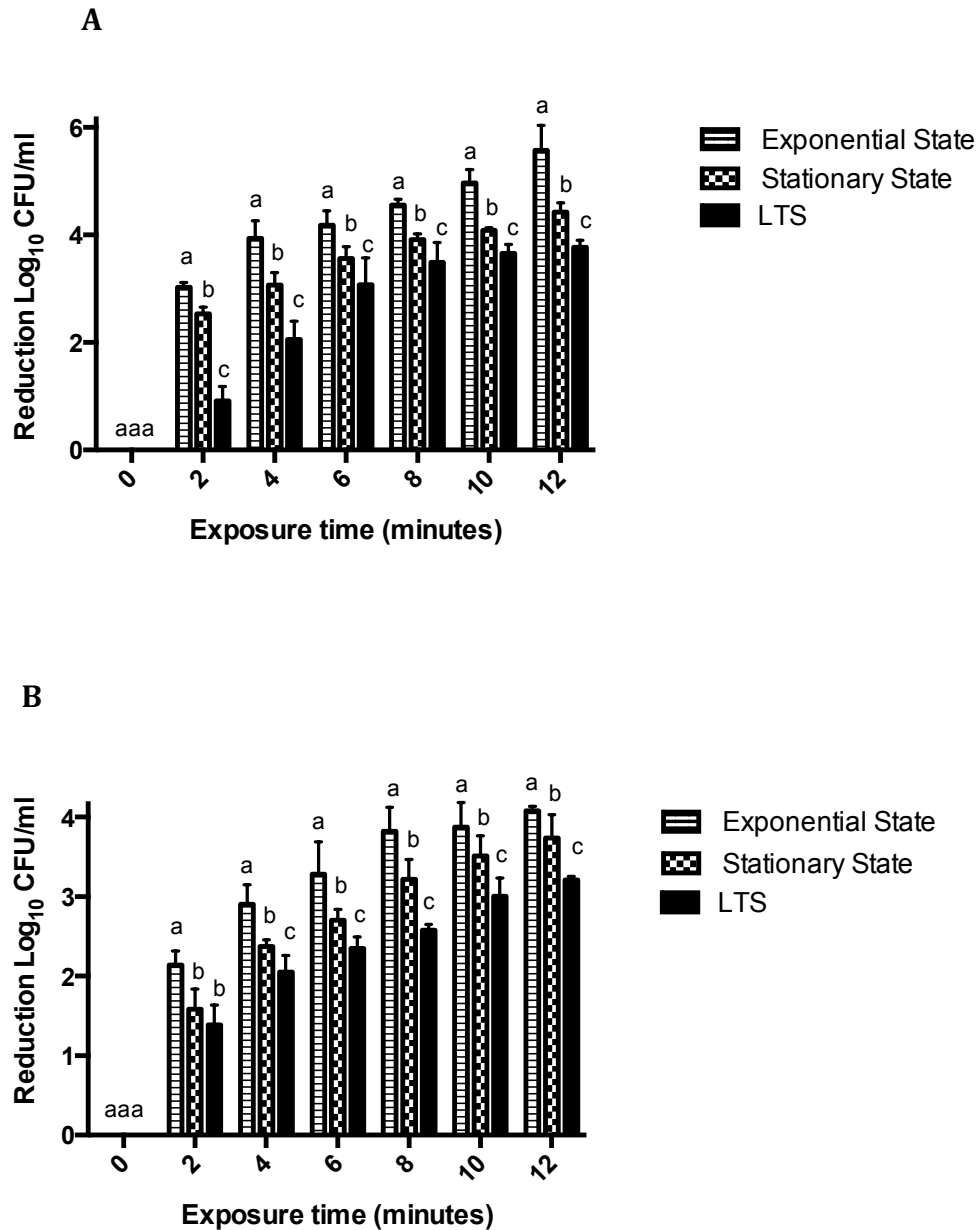 A
Reduction Log₁₀ CFU/ml
6
4
2
0
aaa
a b c
a b c
a b c
a b c
a b c
a b c
0 2 4 6 8 10 12
Exposure time (minutes)
Exponential State
Stationary State
LTS
B
Reduction Log₁₀ CFU/ml
4
3
2
1
0
aaa
a b b
a b c
a b c
a b c
a b c
a b c
0 2 4 6 8 10 12
Exposure time (minutes)
Exponential State
Stationary State
LTS